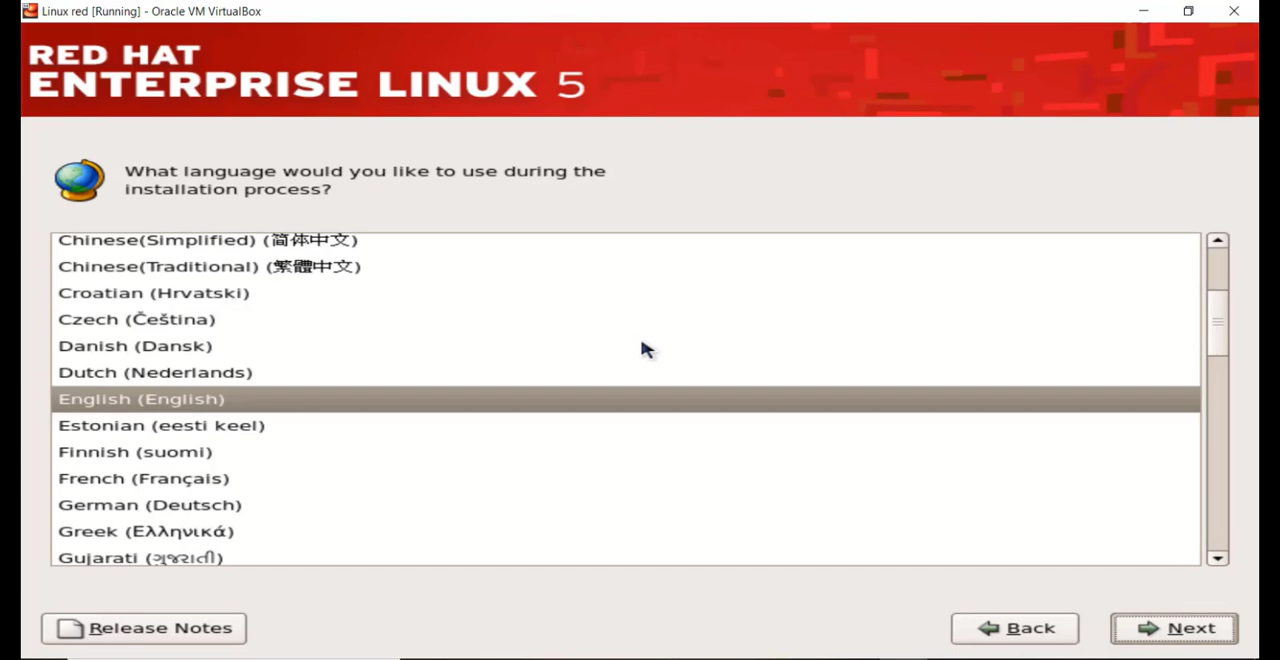 Linux red [Running] - Oracle VM VirtualBox
RED HAT
ENTERPRISE LINUX 5
What language would you like to use during the
installation process?
Chinese(Simplified) (简体中文)
Chinese(Traditional) (繁體中文)
Croatian (Hrvatski)
Czech (Čeština)
Danish (Dansk)
Dutch (Nederlands)
English (English)
Estonian (eesti keel)
Finnish (suomi)
French (Français)
German (Deutsch)
Greek (Ελληνικά)
Gujarati (ગુજરાતી)
Release Notes
Back
Next